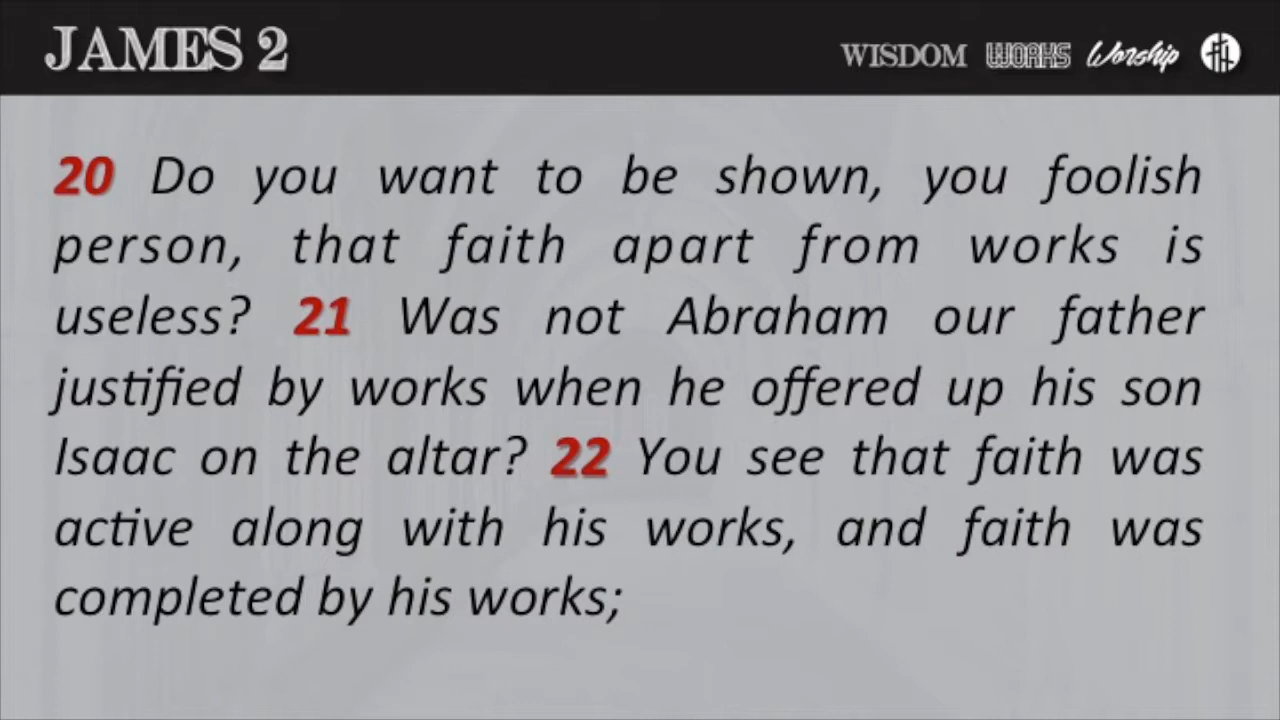 JAMES 2
WISDOM WORKS Worship
20 Do you want to be shown, you foolish
person, that faith apart from works is
useless? 21 Was not Abraham our father
justified by works when he offered up his son
Isaac on the altar? 22 You see that faith was
active along with his works, and faith was
completed by his works;